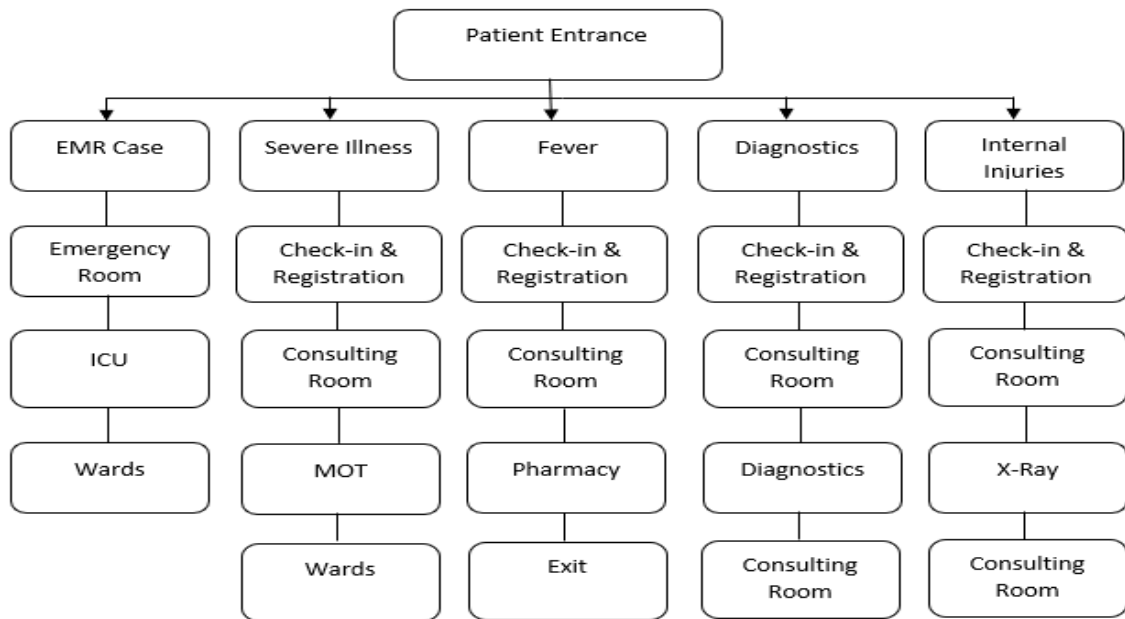 Patient Entrance
EMR Case
Severe Illness
Fever
Diagnostics
Internal
Injuries
Emergency
Room
Check-in &
Registration
Check-in &
Registration
Check-in &
Registration
Check-in &
Registration
ICU
Consulting
Room
Consulting
Room
Consulting
Room
Consulting
Room
Wards
MOT
Pharmacy
Diagnostics
X-Ray
Wards
Exit
Consulting
Room
Consulting
Room